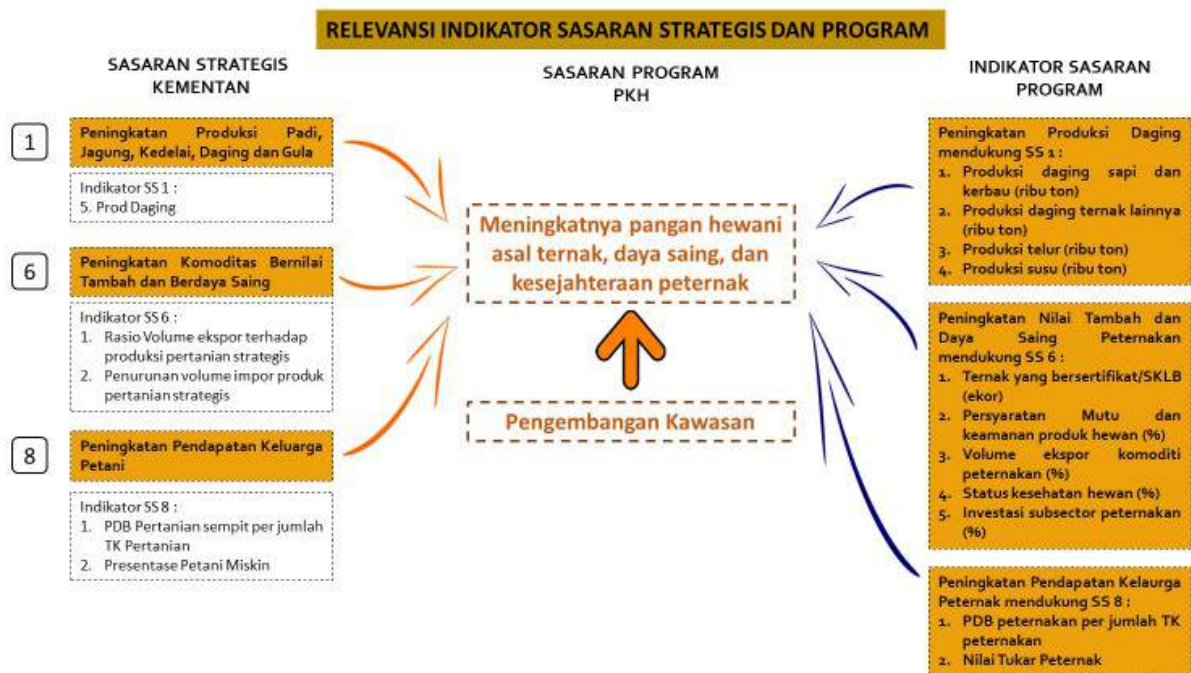 RELEVANSI INDIKATOR SASARAN STRATEGIS DAN PROGRAM
SASARAN STRATEGIS
KEMENTAN
1
Peningkatan Produksi Padi,
Jagung, Kedelai, Daging dan Gula
Indikator SS 1 :
5. Prod Daging
6
Peningkatan Komoditas Bernilai
Tambah dan Berdaya Saing
Indikator SS 6 :
1. Rasio Volume ekspor terhadap
produksi pertanian strategis
2. Penurunan volume impor produk
pertanian strategis
8
Peningkatan Pendapatan Keluarga
Petani
Indikator SS 8 :
1. PDB Pertanian sempit per jumlah
TK Pertanian
2. Presentase Petani Miskin
SASARAN PROGRAM
PKH
Meningkatnya pangan hewani
asal ternak, daya saing, dan
kesejahteraan peternak
Pengembangan Kawasan
INDIKATOR SASARAN
PROGRAM
Peningkatan Produksi Daging
mendukung SS 1 :
1. Produksi daging sapi dan
kerbau (ribu ton)
2. Produksi daging ternak lainnya
(ribu ton)
3. Produksi telur (ribu ton)
4. Produksi susu (ribu ton)
Peningkatan Nilai Tambah dan
Daya Saing Peternakan
mendukung SS 6 :
1. Ternak yang bersertifikat/SKLB
(ekor)
2. Persyaratan Mutu dan
keamanan produk hewan (%)
3. Volume ekspor komoditi
peternakan (%)
4. Status kesehatan hewan (%)
5. Investasi subsector peternakan
(%)
Peningkatan Pendapatan Kelaurga
Peternak mendukung SS 8 :
1. PDB peternakan per jumlah TK
peternakan
2. Nilai Tukar Peternak